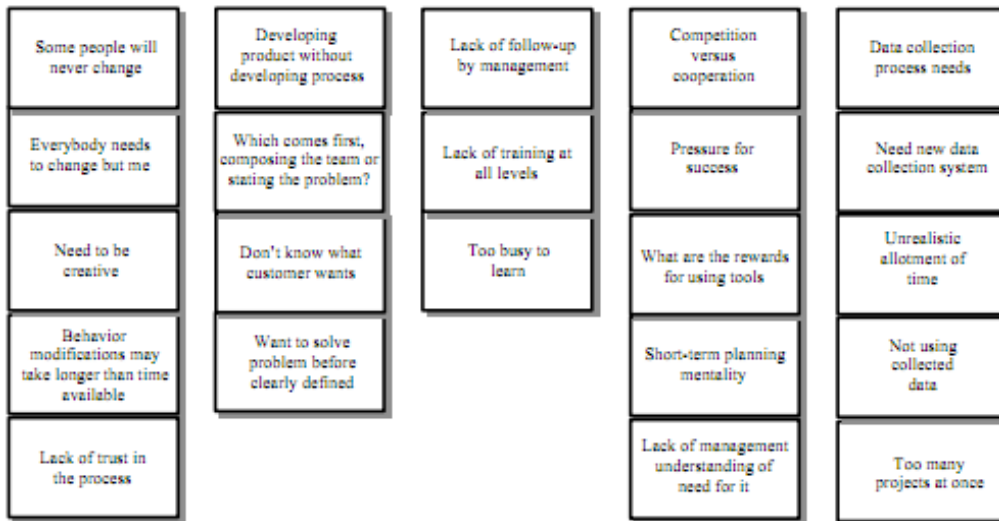 Some people will
never change
Everybody needs
to change but me
Need to be
creative
Behavior
modifications may
take longer than time
available
Lack of trust in
the process
Developing
product without
developing process
Which comes first,
composing the team or
stating the problem?
Don't know what
customer wants
Want to solve
problem before
clearly defined
Lack of follow-up
by management
Lack of training at
all levels
Too busy to
learn
Competition
versus
cooperation
Pressure for
success
What are the rewards
for using tools
Short-term planning
mentality
Lack of management
understanding of
need for it
Data collection
process needs
Need new data
collection system
Unrealistic
allotment of
time
Not using
collected
data
Too many
projects at once